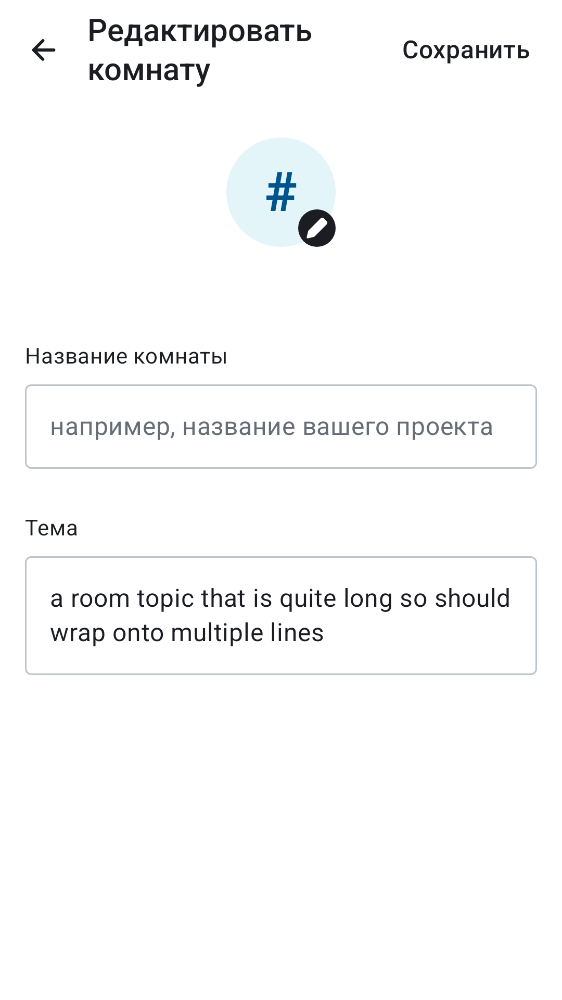 Редактировать
комнату
Сохранить
#
Название комнаты
например, название вашего проекта
Тема
a room topic that is quite long so should
wrap onto multiple lines